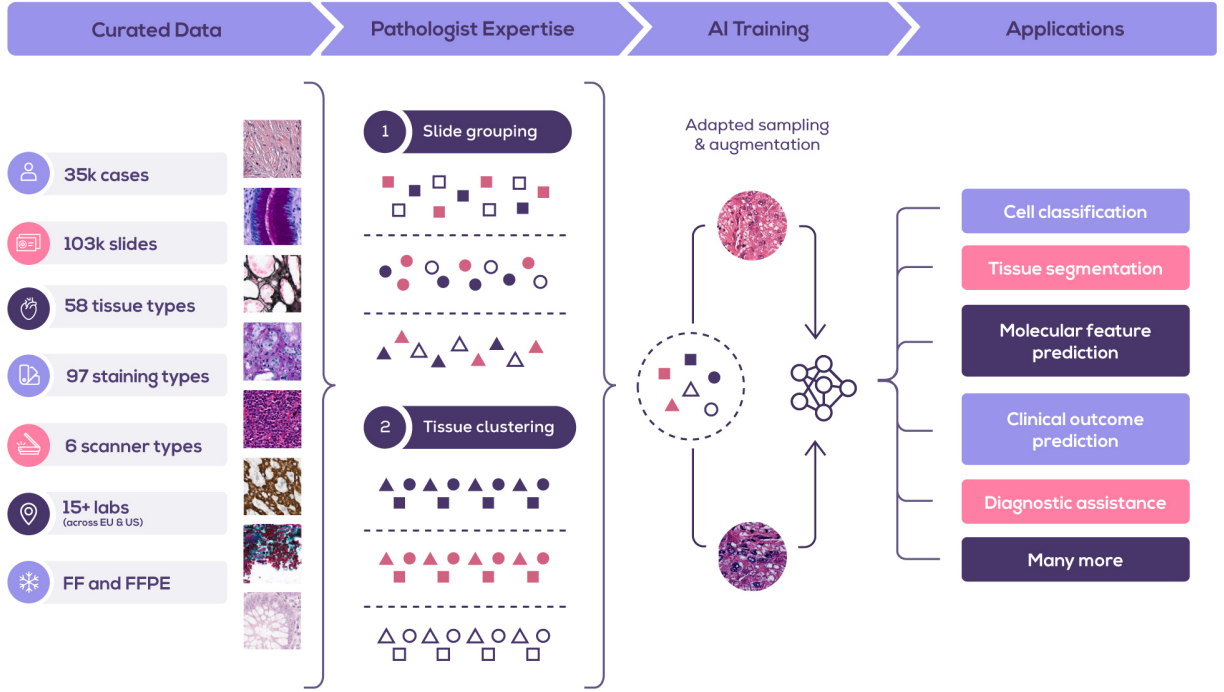 Curated Data
Pathologist Expertise
AI Training
Applications
35k cases
103k slides
58 tissue types
97 staining types
6 scanner types
15+ labs
(across EU & US)
FF and FFPE
1
Slide grouping
2
Tissue clustering
Adapted sampling
& augmentation
Cell classification
Tissue segmentation
Molecular feature
prediction
Clinical outcome
prediction
Diagnostic assistance
Many more